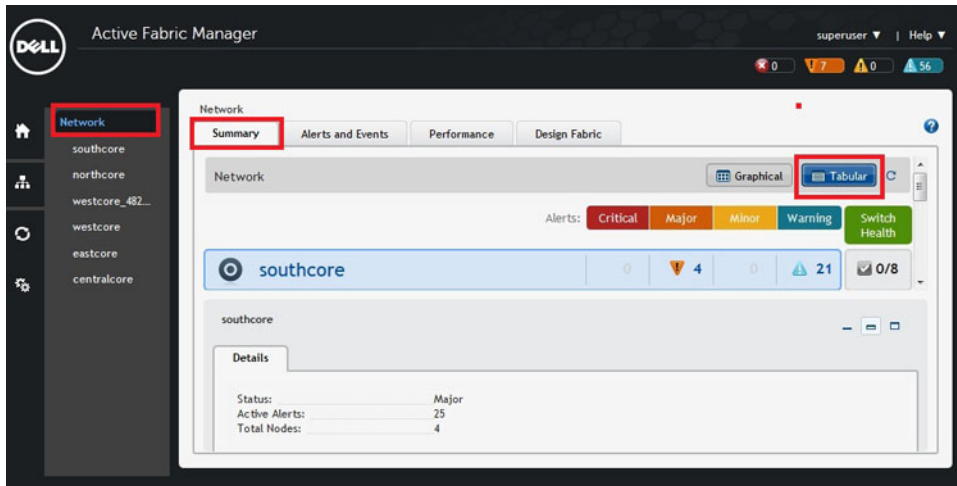 DELL
Active Fabric Manager
superuser ▼ | Help ▼
0 7 0 56
Network
southcore
northcore
westcore_482...
westcore
eastcore
centralcore
Network
Summary Alerts and Events Performance Design Fabric
?
Network Graphical Tabular
Alerts: Critical Major Minor Warning Switch Health
southcore 0 4 0 21 0/8
southcore
Details
Status: Major
Active Alerts: 25
Total Nodes: 4